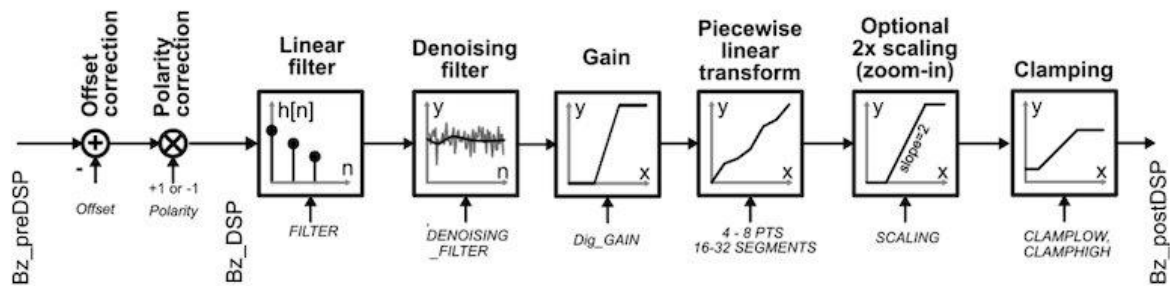 Offset
correction
Polarity
correction
Linear
filter
Denoising
filter
Gain
Piecewise
linear
transform
Optional
2x scaling
(zoom-in)
Clamping
h[n]
n
y
n
y
x
y
x
y
slope=2
x
y
x
+
-
+1 or -1
Offset
Polarity
FILTER
DENOISING
_FILTER
Dig_GAIN
4 - 8 PTS
16-32 SEGMENTS
SCALING
CLAMPLOW,
CLAMPHIGH
Bz_preDSP
Bz_DSP
Bz_postDSP